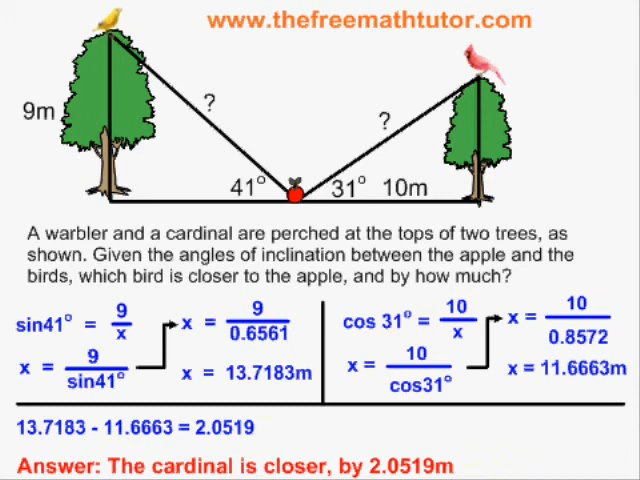 www.thefreemathtutor.com
9m
?
?
41°
31°
10m
A warbler and a cardinal are perched at the tops of two trees, as
shown. Given the angles of inclination between the apple and the
birds, which bird is closer to the apple, and by how much?
sin41° = 9/x
x = 9/sin41°
x = 9/0.6561
x = 13.7183m
cos 31° = 10/x
x = 10/cos31°
x = 10/0.8572
x = 11.6663m
13.7183 - 11.6663 = 2.0519
Answer: The cardinal is closer, by 2.0519m